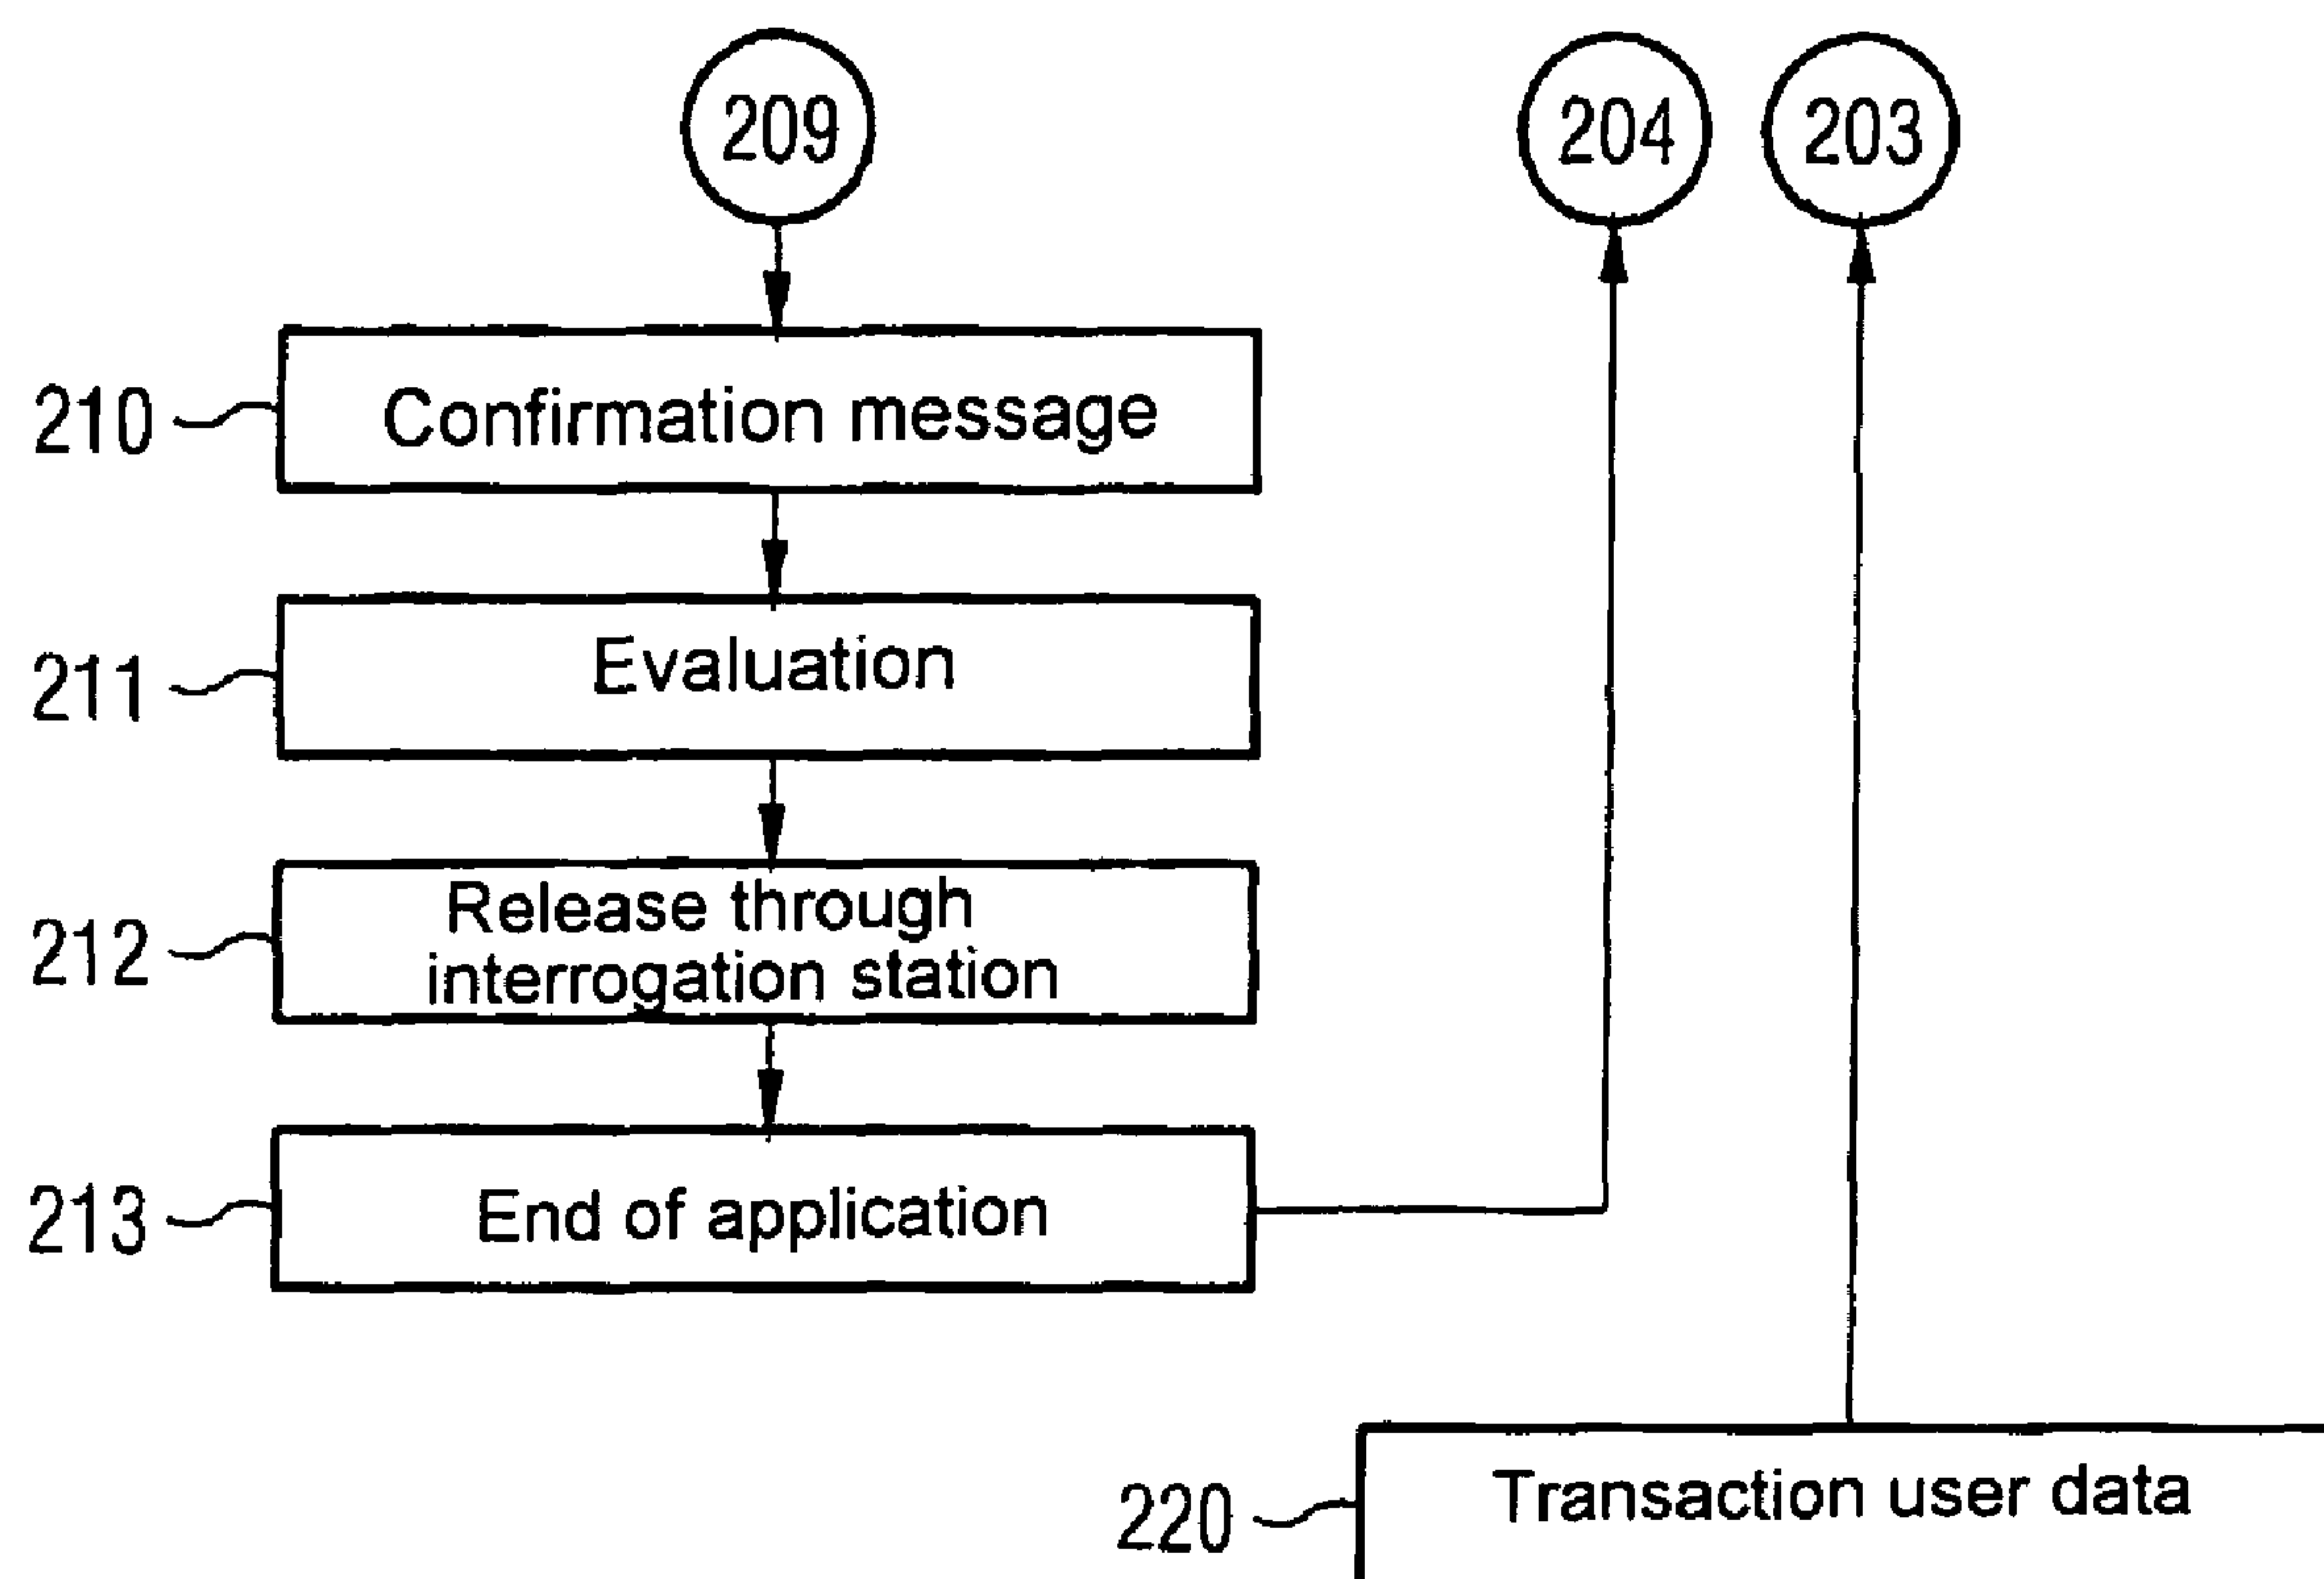 209
204
203
210
Confirmation message
211
Evaluation
212
Release through
interrogation station
213
End of application
220
Transaction user data